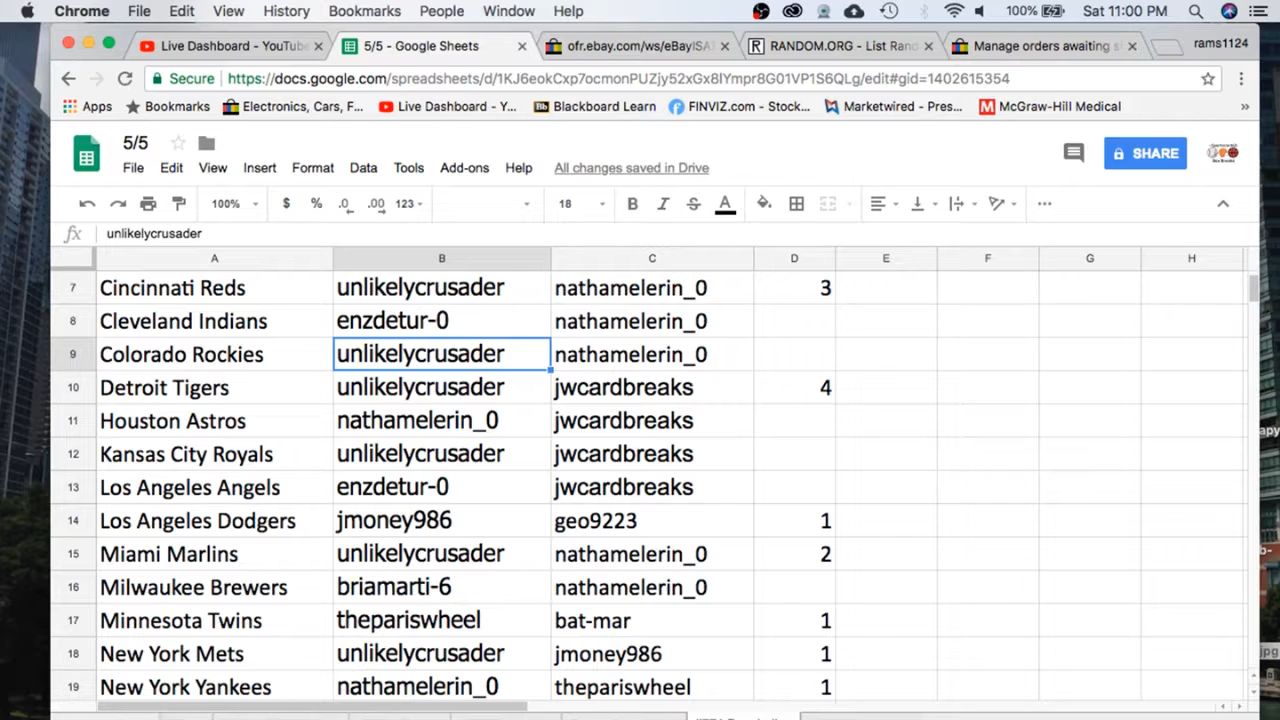 Chrome File Edit View History Bookmarks People Window Help 100% Sat 11:00 PM
Live Dashboard - YouTube 5/5 - Google Sheets ofr.ebay.com/ws/eBayISA RANDOM.ORG - List Ran Manage orders awaiting s rams1124
Secure https://docs.google.com/spreadsheets/d/1KJ6eokCxp7ocmonPUZjy52xGx8lYmpr8G01VP1S6QLg/edit#gid=1402615354
Apps Bookmarks Electronics, Cars, F... Live Dashboard - Y... Bb Blackboard Learn FINVIZ.com - Stock... Marketwired - Pres... M McGraw-Hill Medical »
5/5
SHARE
File Edit View Insert Format Data Tools Add-ons Help All changes saved in Drive
100% $ % .0 .00 123 18 B I S A
fx unlikelycrusader
A B C D E F G H
7 Cincinnati Reds unlikelycrusader nathamelerin_0 3
8 Cleveland Indians enzdetur-0 nathamelerin_0
9 Colorado Rockies unlikelycrusader nathamelerin_0
10 Detroit Tigers unlikelycrusader jwcardbreaks 4
11 Houston Astros nathamelerin_0 jwcardbreaks
12 Kansas City Royals unlikelycrusader jwcardbreaks
13 Los Angeles Angels enzdetur-0 jwcardbreaks
14 Los Angeles Dodgers jmoney986 geo9223 1
15 Miami Marlins unlikelycrusader nathamelerin_0 2
16 Milwaukee Brewers briamarti-6 nathamelerin_0
17 Minnesota Twins thepariswheel bat-mar 1
18 New York Mets unlikelycrusader jmoney986 1
19 New York Yankees nathamelerin_0 thepariswheel 1
apy
b-
jpg